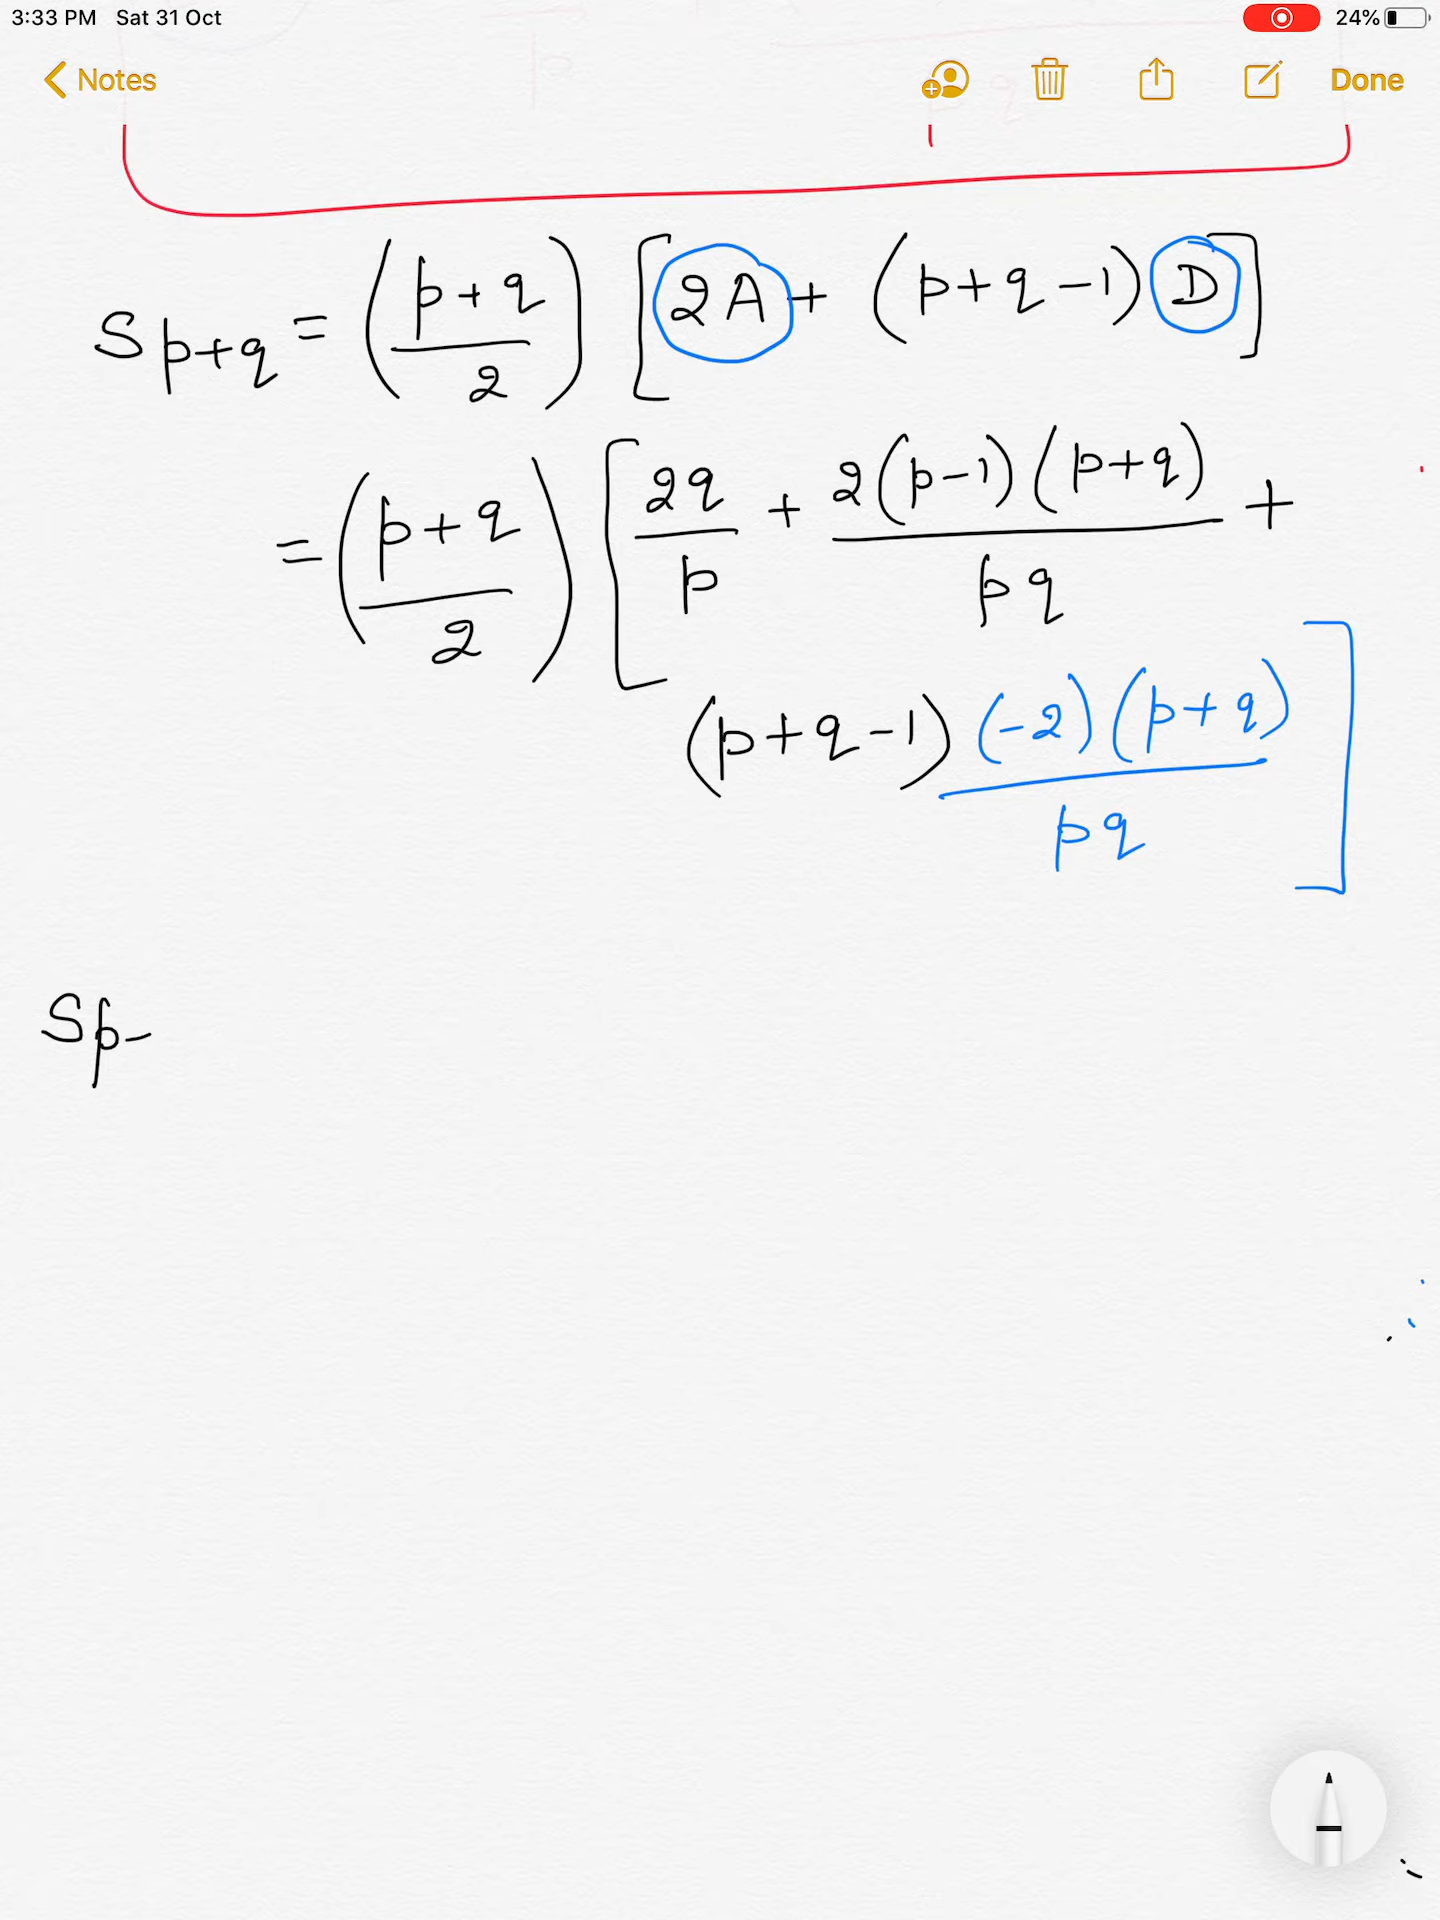 3:33 PM Sat 31 Oct 24%
Notes Done
Sp+q = (p+q/2) [2A + (p+q-1) D]
= (p+q/2) [2q/p + 2(p-1)(p+q)/pq +
(p+q-1) (-2)(p+q)/pq]
Sp-